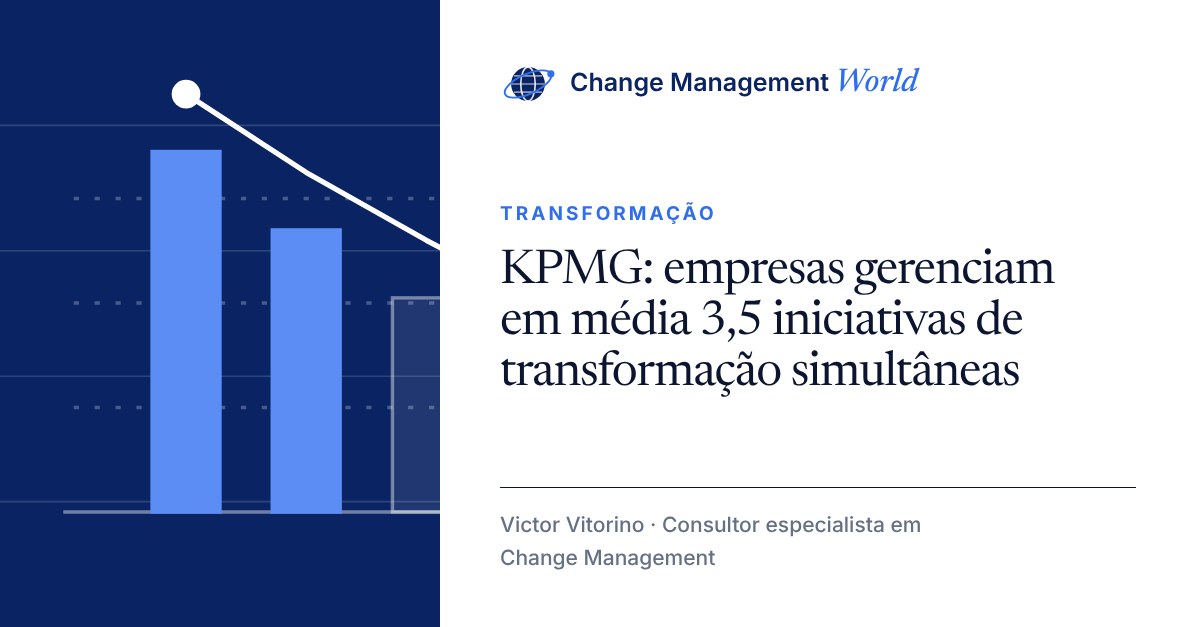 Change Management World
TRANSFORMAÇÃO
KPMG: empresas gerenciam
em média 3,5 iniciativas de
transformação simultâneas
Victor Vitorino · Consultor especialista em
Change Management